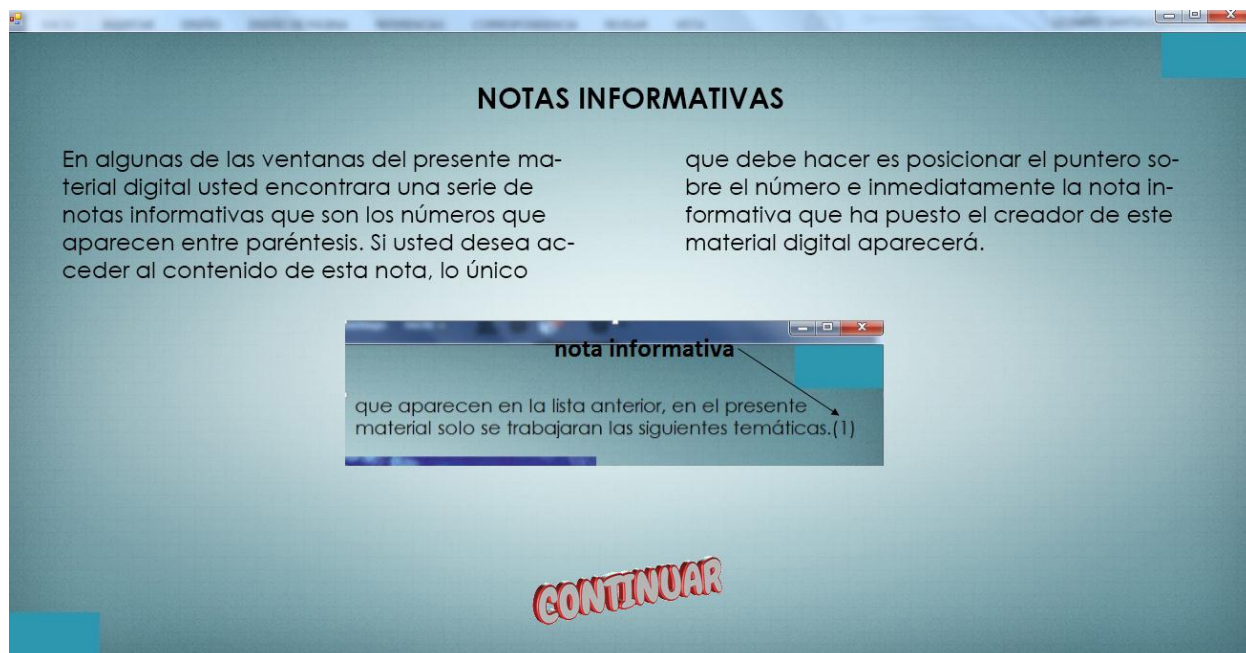 NOTAS INFORMATIVAS
En algunas de las ventanas del presente ma-
terial digital usted encontrara una serie de
notas informativas que son los números que
aparecen entre paréntesis. Si usted desea ac-
ceder al contenido de esta nota, lo único
que debe hacer es posicionar el puntero so-
bre el número e inmediatamente la nota in-
formativa que ha puesto el creador de este
material digital aparecerá.
nota informativa
que aparecen en la lista anterior, en el presente
material solo se trabajaran las siguientes temáticas.(1)
CONTINUAR